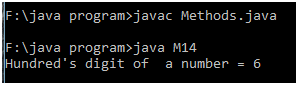 F:\java program>javac Methods.java
F:\java program>java M14
Hundred's digit of  a number = 6